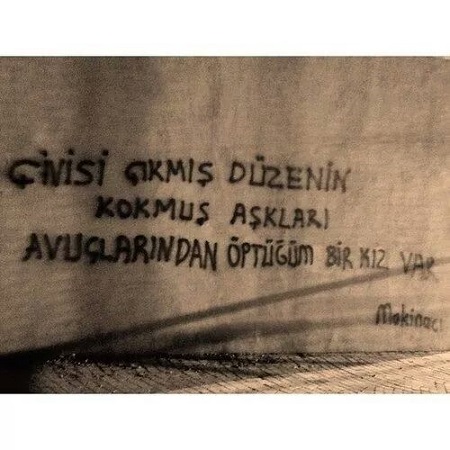 ÇİVİSİ ÇIKMIŞ DÜZENİN
KOKMUŞ AŞKLARI
AVUÇLARINDAN ÖPTÜĞÜM BİR KIZ VAR
Makinacı